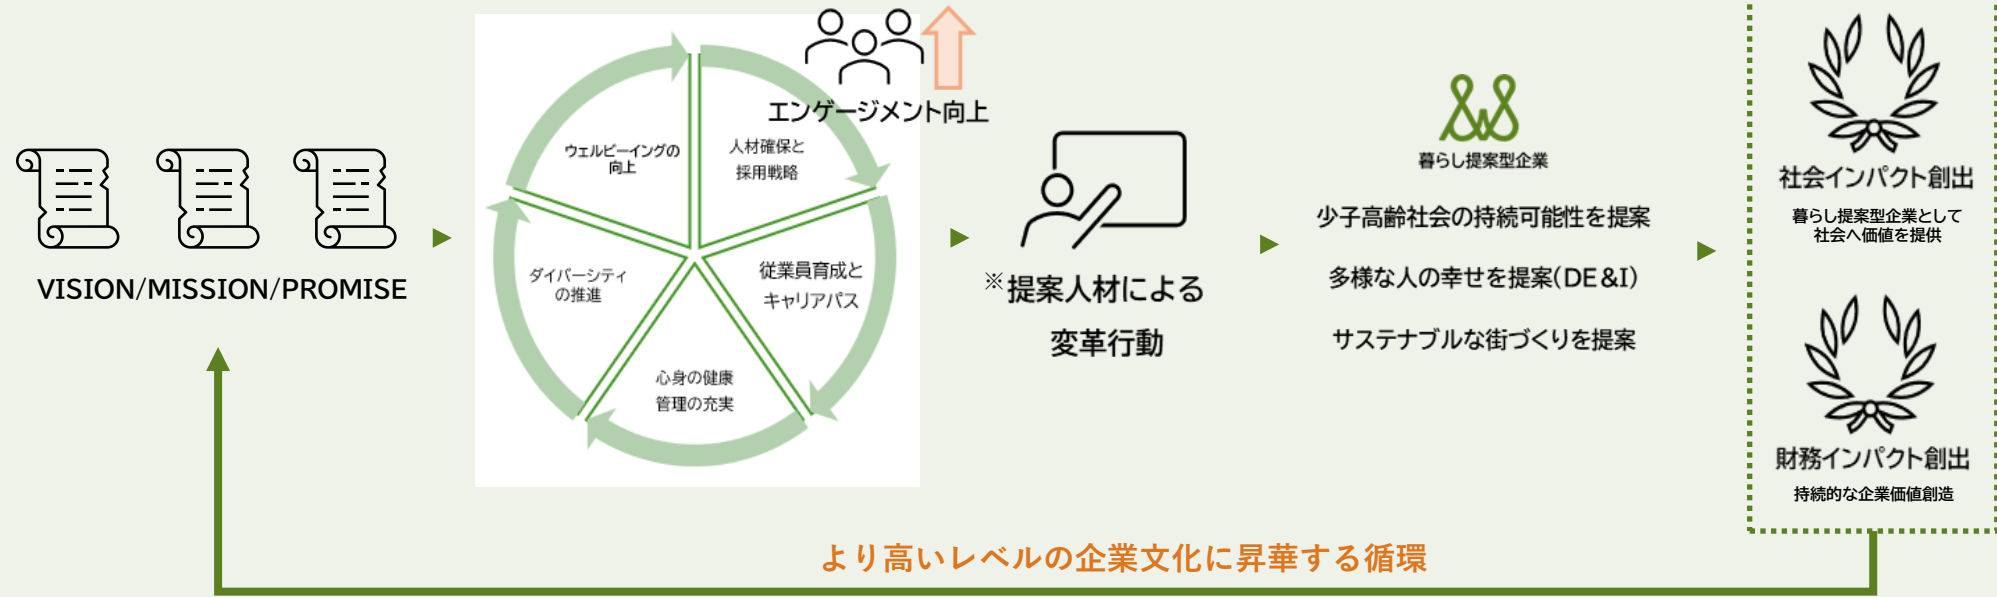 VISION/MISSION/PROMISE
エンゲージメント向上
人材確保と
採用戦略
従業員育成と
キャリアパス
心身の健康
管理の充実
ダイバーシティ
の推進
ウェルビーイングの
向上
※提案人材による
変革行動
暮らし提案型企業
少子高齢社会の持続可能性を提案
多様な人の幸せを提案(DE&I)
サステナブルな街づくりを提案
社会インパクト創出
暮らし提案型企業として
社会へ価値を提供
財務インパクト創出
持続的な企業価値創造
より高いレベルの企業文化に昇華する循環